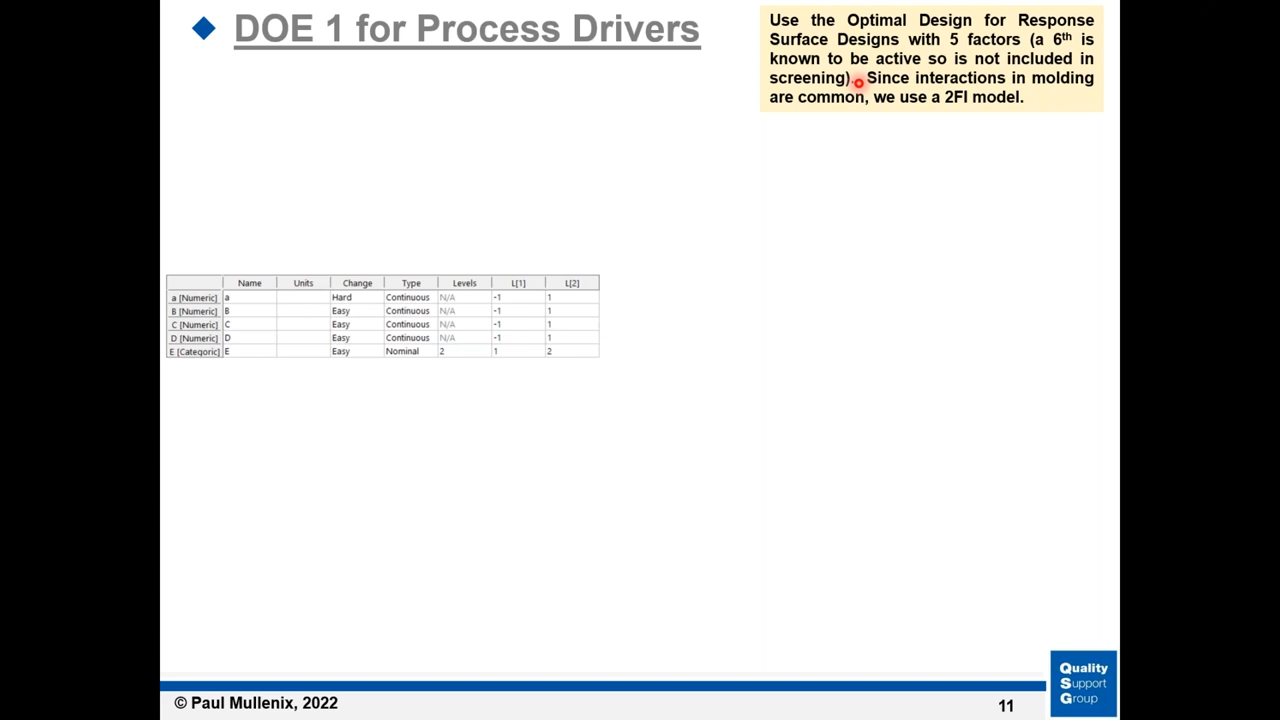 DOE 1 for Process Drivers
Use the Optimal Design for Response
Surface Designs with 5 factors (a 6th is
known to be active so is not included in
screening). Since interactions in molding
are common, we use a 2FI model.
Name Units Change Type Levels L[1] L[2]
a [Numeric] a Hard Continuous N/A -1 1
B [Numeric] B Easy Continuous N/A -1 1
C [Numeric] C Easy Continuous N/A -1 1
D [Numeric] D Easy Continuous N/A -1 1
E [Categoric] E Easy Nominal 2 1 2
Quality
Support
Group
© Paul Mullenix, 2022
11